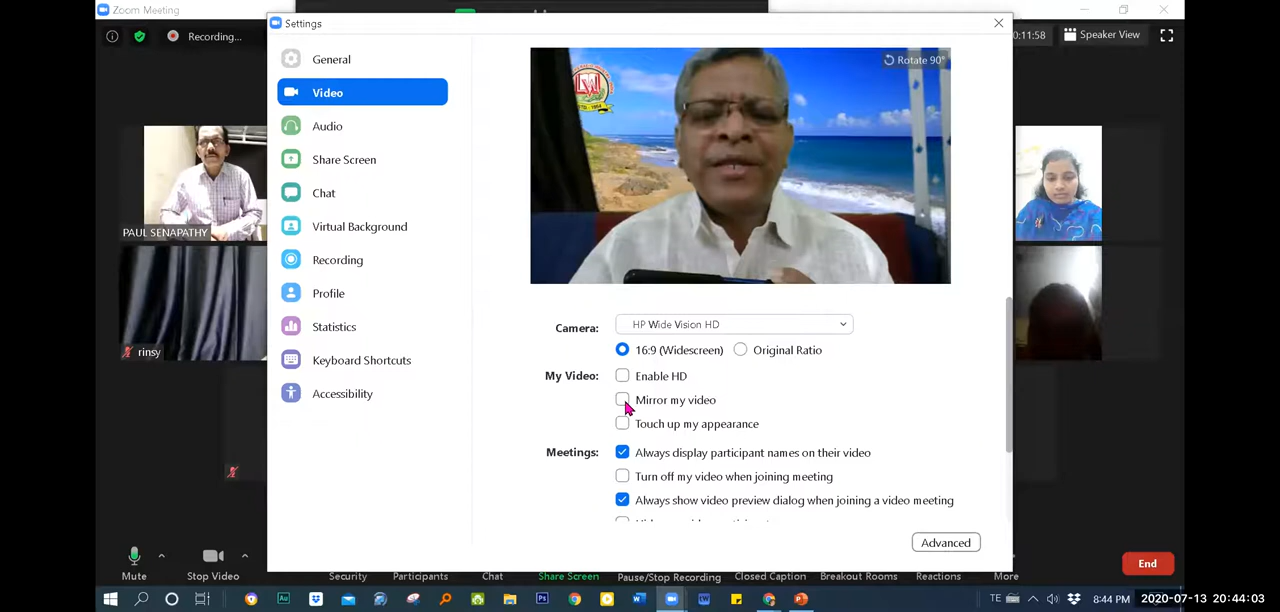 Zoom Meeting
Settings
Recording...
0:11:58
Speaker View
General
Rotate 90°
Video
Audio
Share Screen
Chat
Virtual Background
Recording
Profile
Statistics
Keyboard Shortcuts
Accessibility
PAUL SENAPATHY
rinsy
Camera: HP Wide Vision HD
16:9 (Widescreen) Original Ratio
My Video: Enable HD
Mirror my video
Touch up my appearance
Meetings: Always display participant names on their video
Turn off my video when joining meeting
Always show video preview dialog when joining a video meeting
Advanced
Mute
Stop Video
Security
Participants
Chat
Share Screen
Pause/Stop Recording
Closed Caption
Breakout Rooms
Reactions
More
End
TE
8:44 PM
2020-07-13 20:44:03